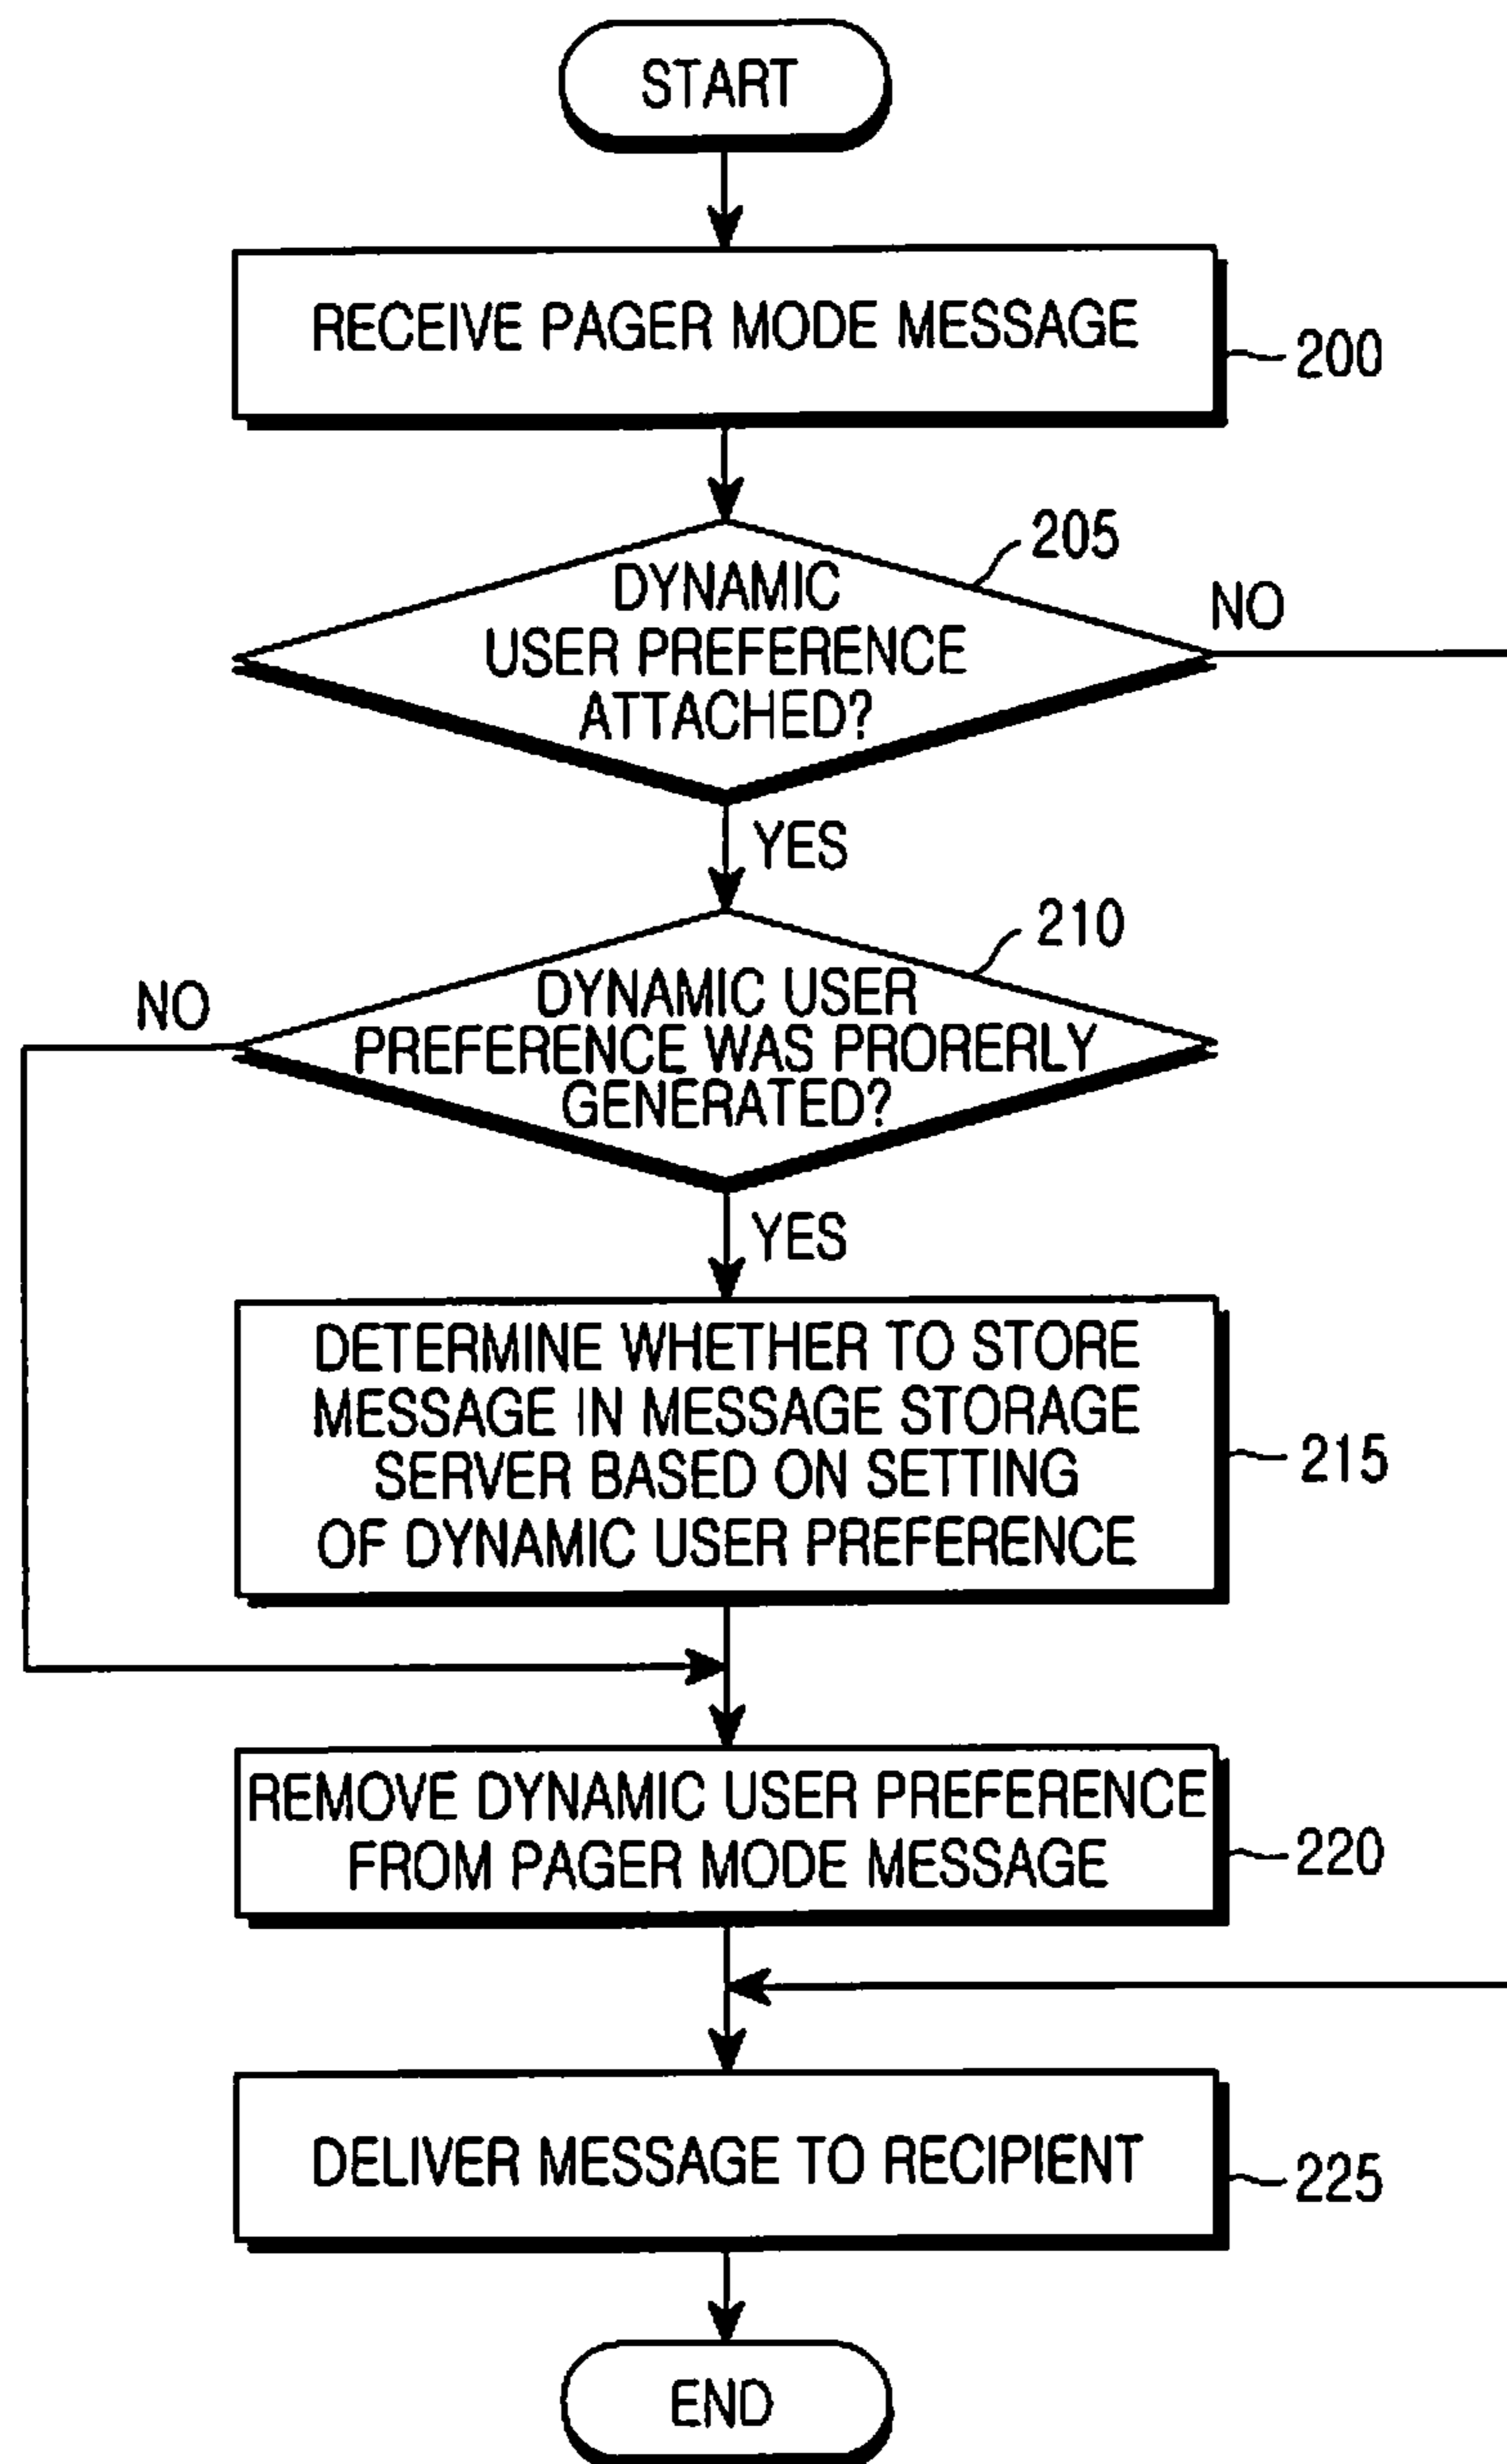 START
RECEIVE PAGER MODE MESSAGE
200
205
DYNAMIC
USER PREFERENCE
ATTACHED?
NO
YES
210
NO
DYNAMIC USER
PREFERENCE WAS PRORERLY
GENERATED?
YES
DETERMINE WHETHER TO STORE
MESSAGE IN MESSAGE STORAGE
SERVER BASED ON SETTING
OF DYNAMIC USER PREFERENCE
215
REMOVE DYNAMIC USER PREFERENCE
FROM PAGER MODE MESSAGE
220
DELIVER MESSAGE TO RECIPIENT
225
END